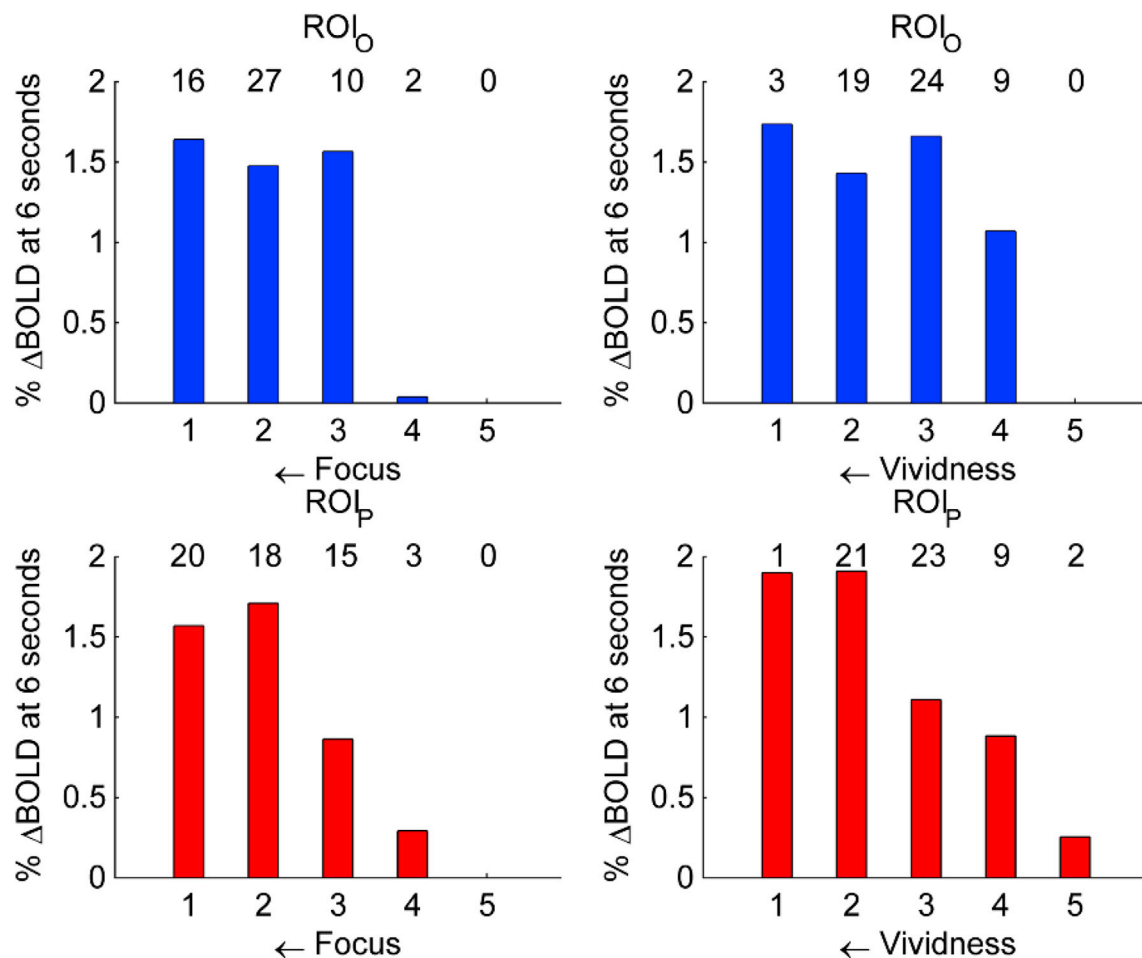 ROI_O
16 27 10 2 0
2
1.5
1
0.5
0
% ΔBOLD at 6 seconds
1 2 3 4 5
← Focus
ROI_O
3 19 24 9 0
2
1.5
1
0.5
0
% ΔBOLD at 6 seconds
1 2 3 4 5
← Vividness
ROI_P
20 18 15 3 0
2
1.5
1
0.5
0
% ΔBOLD at 6 seconds
1 2 3 4 5
← Focus
ROI_P
1 21 23 9 2
2
1.5
1
0.5
0
% ΔBOLD at 6 seconds
1 2 3 4 5
← Vividness